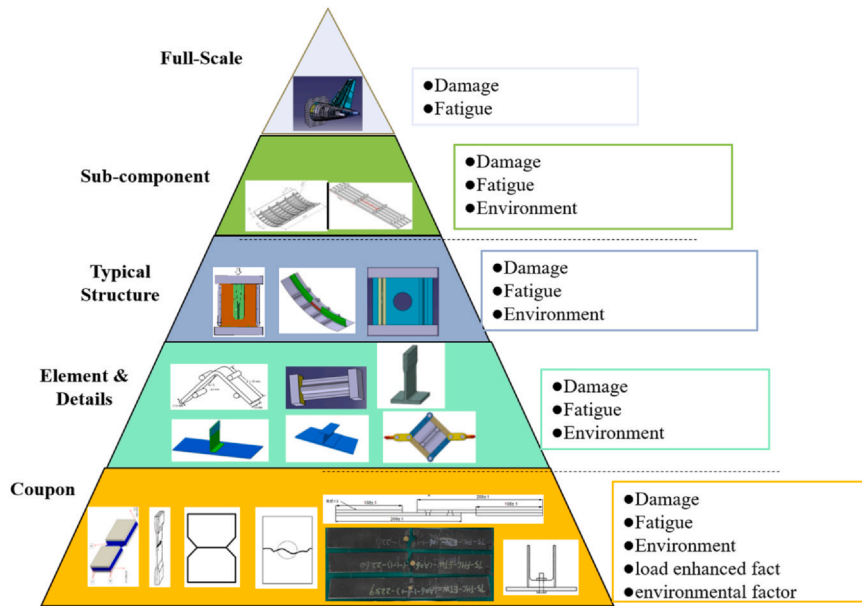 Full-Scale
●Damage
●Fatigue
Sub-component
●Damage
●Fatigue
●Environment
Typical
Structure
●Damage
●Fatigue
●Environment
Element &
Details
●Damage
●Fatigue
●Environment
Coupon
●Damage
●Fatigue
●Environment
●load enhanced fact
●environmental factor